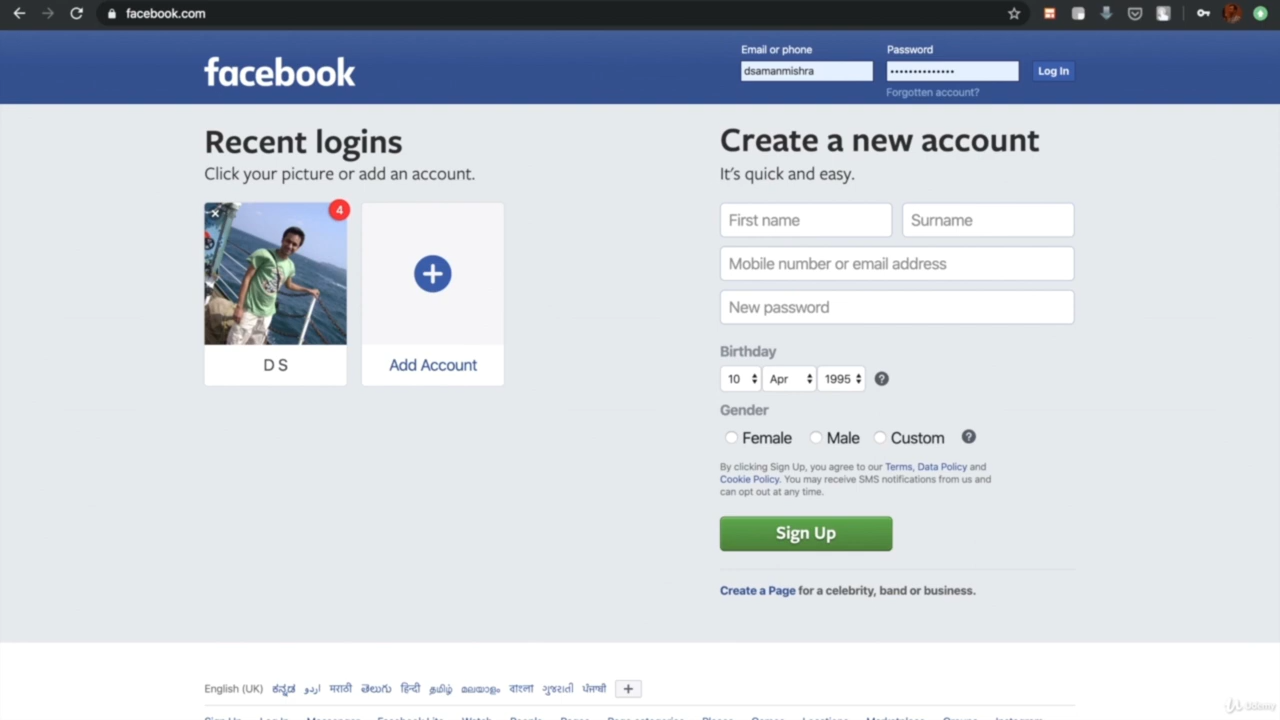 facebook.com
Email or phone
Password
facebook
dsamanmishra
••••••••••••••
Log In
Forgotten account?
Recent logins
Click your picture or add an account.
4
D S
Add Account
Create a new account
It's quick and easy.
First name
Surname
Mobile number or email address
New password
Birthday
10 Apr 1995
Gender
Female Male Custom
By clicking Sign Up, you agree to our Terms, Data Policy and
Cookie Policy. You may receive SMS notifications from us and
can opt out at any time.
Sign Up
Create a Page for a celebrity, band or business.
English (UK) ಕನ್ನಡ اردو मराठी తెలుగు हिन्दी தமிழ் മലയാളം বাংলা ગુજરાતી ਪੰਜਾਬੀ
Udemy